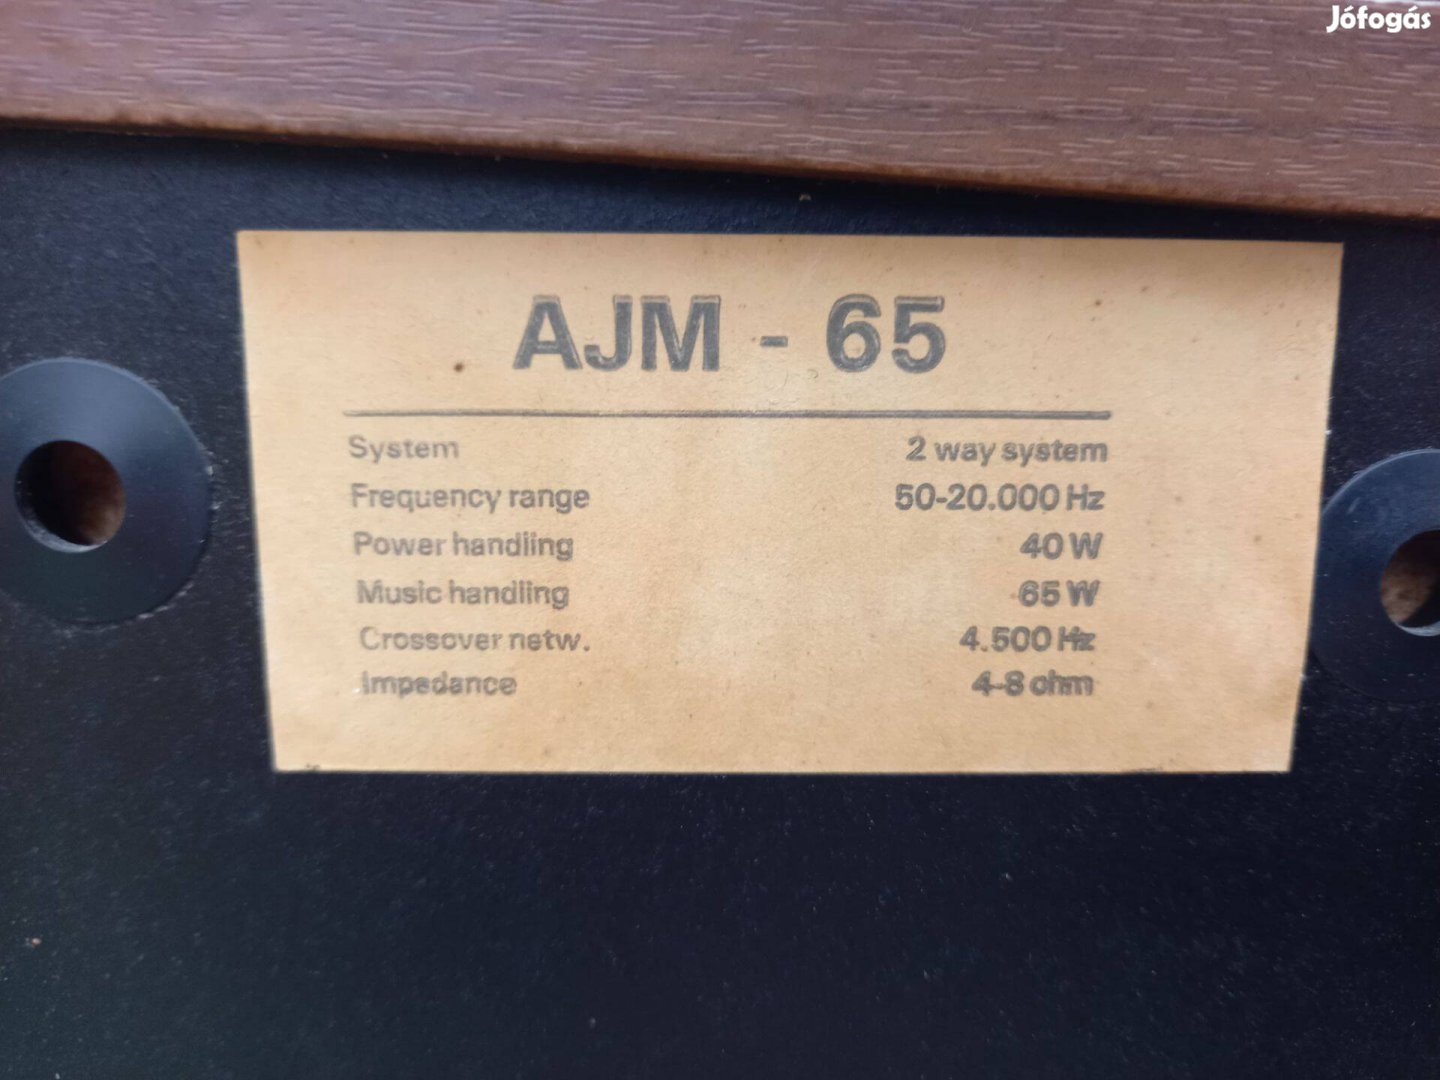 Jófogás
AJM - 65
System 2 way system
Frequency range 50-20.000 Hz
Power handling 40 W
Music handling 65 W
Crossover netw. 4.500 Hz
Impedance 4-8 ohm